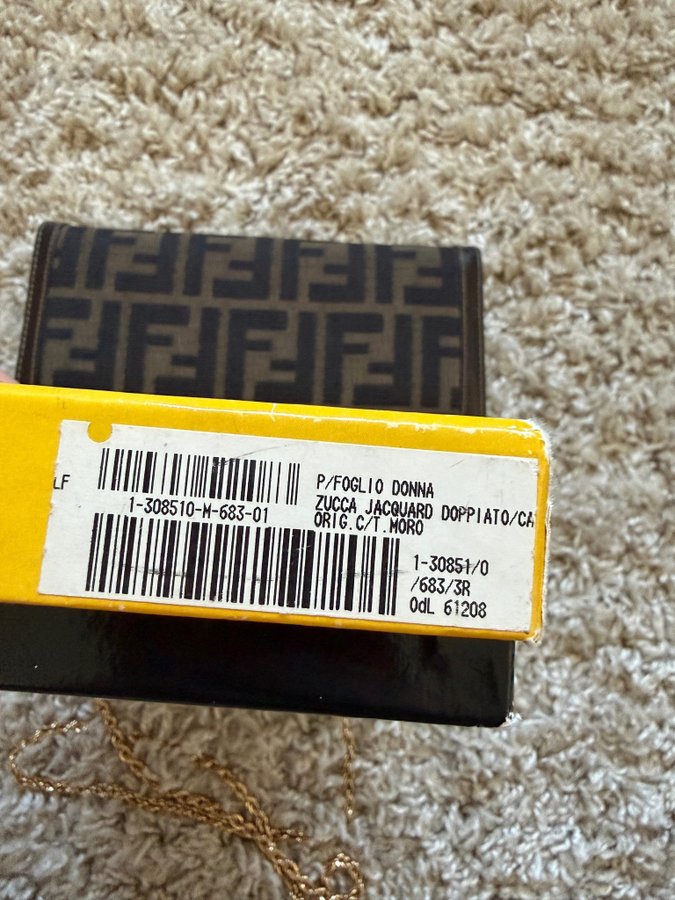 LF
P/FOGLIO DONNA
1-308510-M-683-01
ZUCCA JACQUARD DOPPIATO/CA
ORIG.C/T.MORO
1-30851/0
/683/3R
OdL 61208